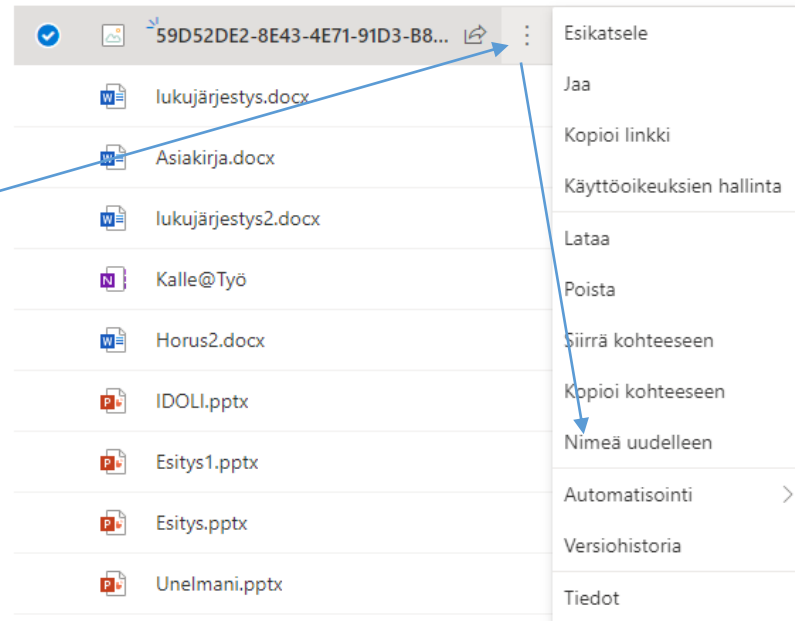 59D52DE2-8E43-4E71-91D3-B8...
lukujärjestys.docx
Asiakirja.docx
lukujärjestys2.docx
Kalle@Työ
Horus2.docx
IDOLI.pptx
Esitys1.pptx
Esitys.pptx
Unelmani.pptx
Esikatsele
Jaa
Kopioi linkki
Käyttöoikeuksien hallinta
Lataa
Poista
Siirrä kohteeseen
Kopioi kohteeseen
Nimeä uudelleen
Automatisointi
Versiohistoria
Tiedot